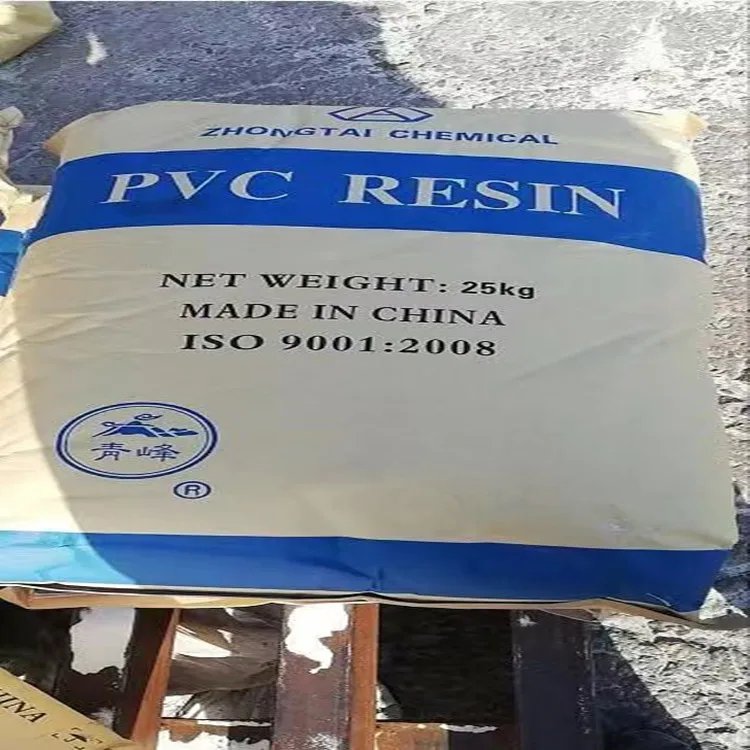 ZHONGTAI CHEMICAL
PVC RESIN
NET WEIGHT: 25kg
MADE IN CHINA
ISO 9001:2008
青峰
®